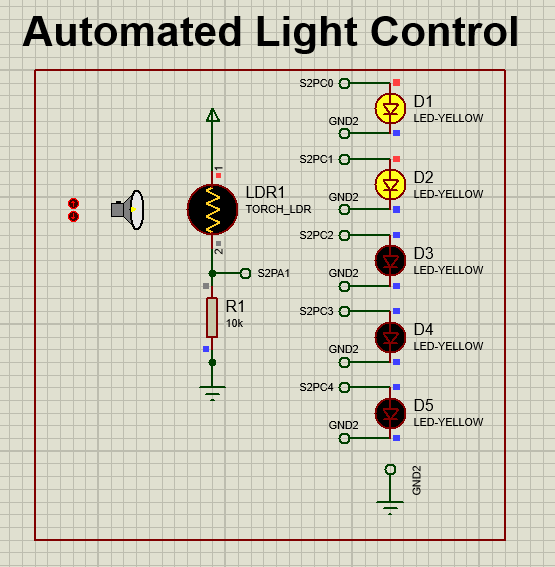 Automated Light Control
1
LDR1
TORCH_LDR
2
S2PA1
R1
10k
S2PC0
D1
LED-YELLOW
GND2
S2PC1
D2
LED-YELLOW
GND2
S2PC2
D3
LED-YELLOW
GND2
S2PC3
D4
LED-YELLOW
GND2
S2PC4
D5
LED-YELLOW
GND2
GND2